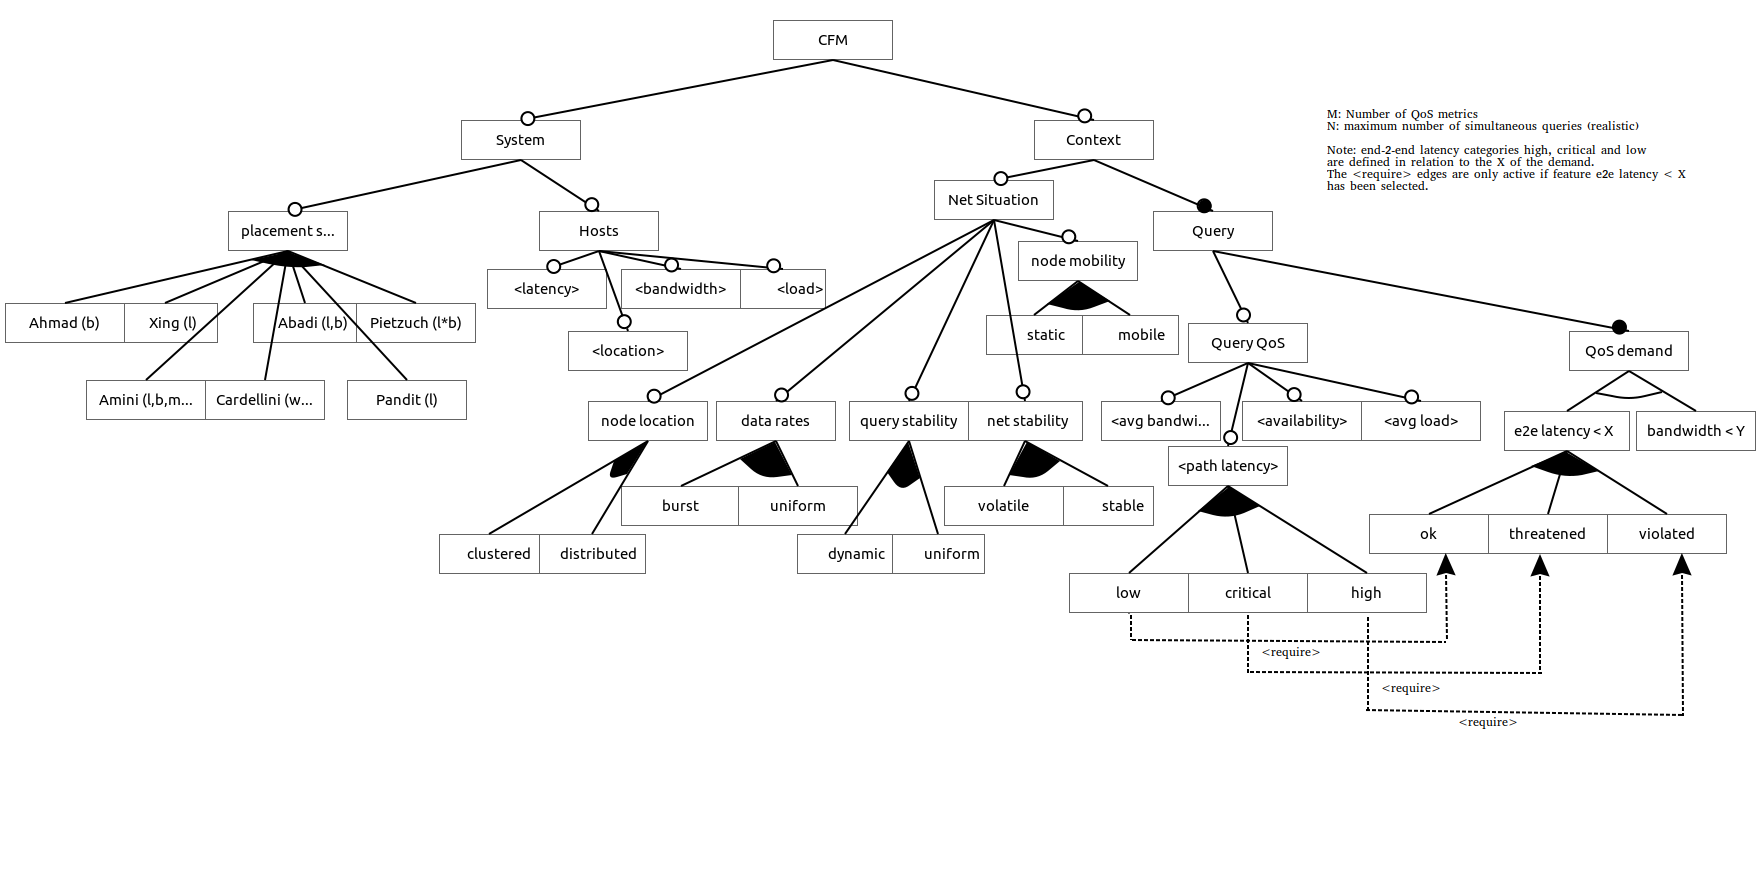 CFM
M: Number of QoS metrics
N: maximum number of simultaneous queries (realistic)
Note: end-2-end latency categories high, critical and low
are defined in relation to the X of the demand.
The <require> edges are only active if feature e2e latency < X
has been selected.
System
Context
Net Situation
placement s...
Hosts
Query
node mobility
<latency>
<bandwidth>
<load>
Ahmad (b)
Xing (l)
Abadi (l,b)
Pietzuch (l*b)
static
mobile
Query QoS
<location>
QoS demand
Amini (l,b,m...
Cardellini (w...
Pandit (l)
node location
data rates
query stability
net stability
<avg bandwi...
<availability>
<avg load>
e2e latency < X
bandwidth < Y
<path latency>
burst
uniform
volatile
stable
ok
threatened
violated
clustered
distributed
dynamic
uniform
low
critical
high
<require>
<require>
<require>